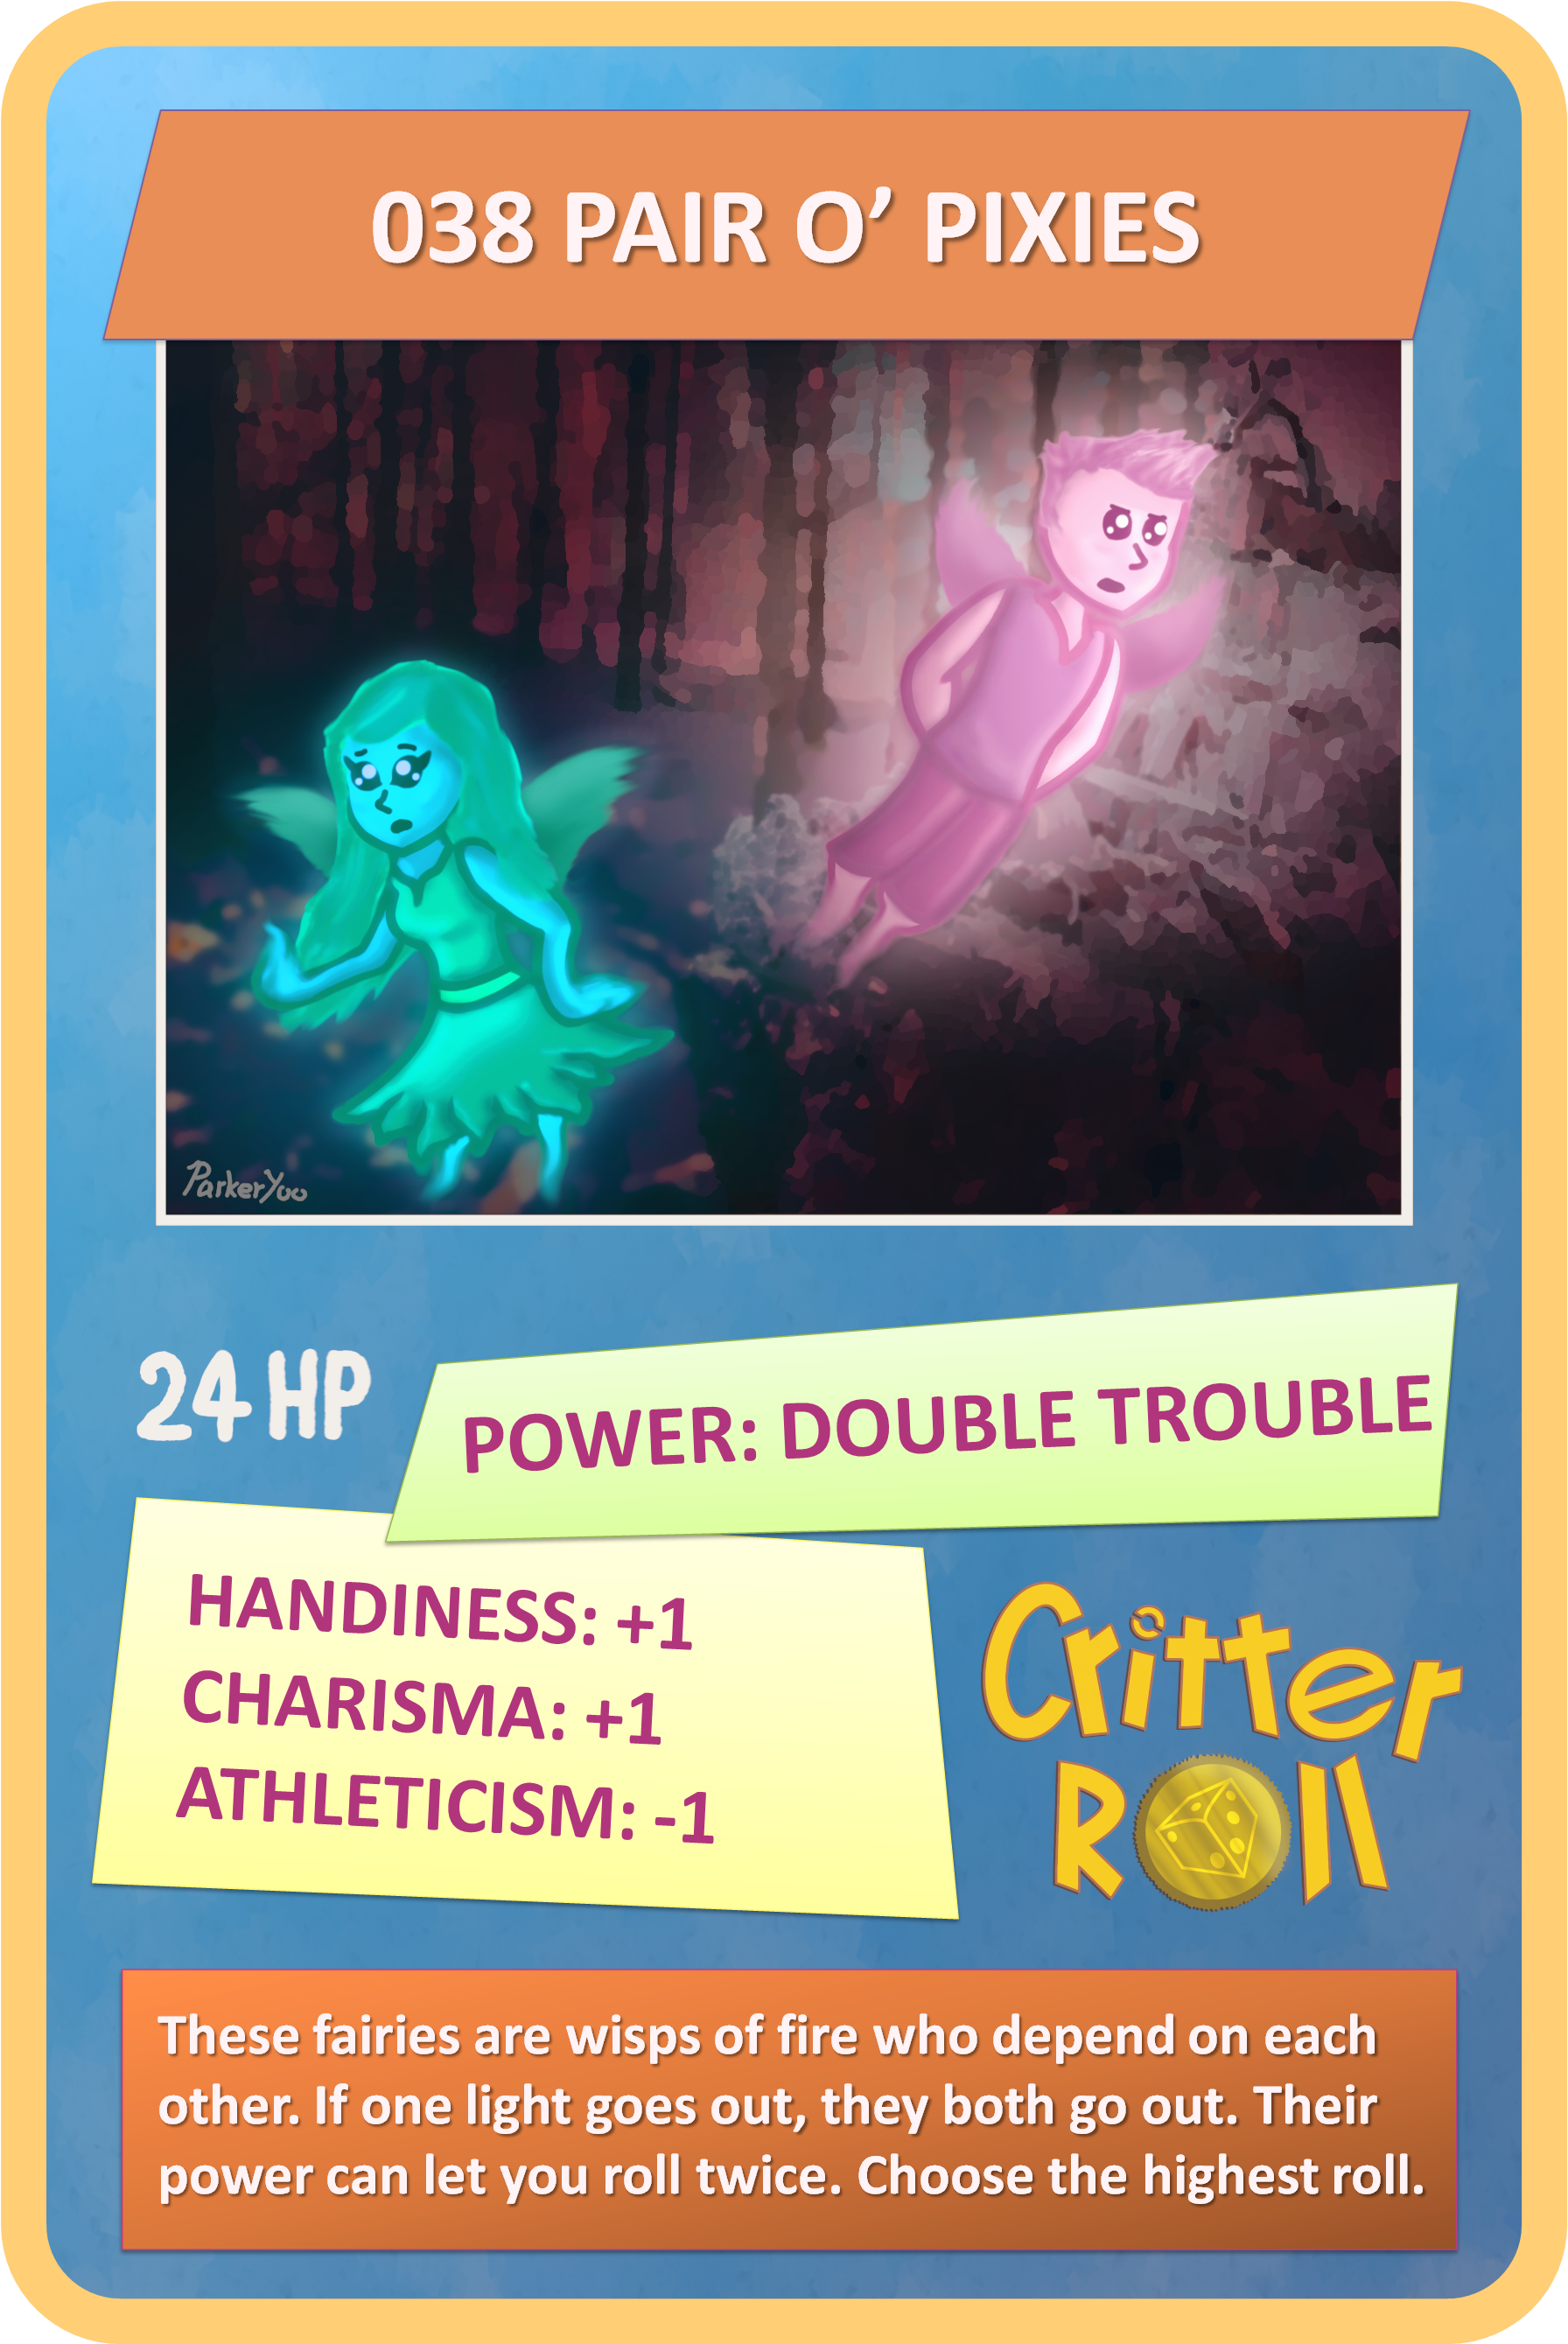 038 PAIR O’ PIXIES
ParkerYoo
24 HP
POWER: DOUBLE TROUBLE
HANDINESS: +1
CHARISMA: +1
ATHLETICISM: -1
Critter
Roll
These fairies are wisps of fire who depend on each
other. If one light goes out, they both go out. Their
power can let you roll twice. Choose the highest roll.